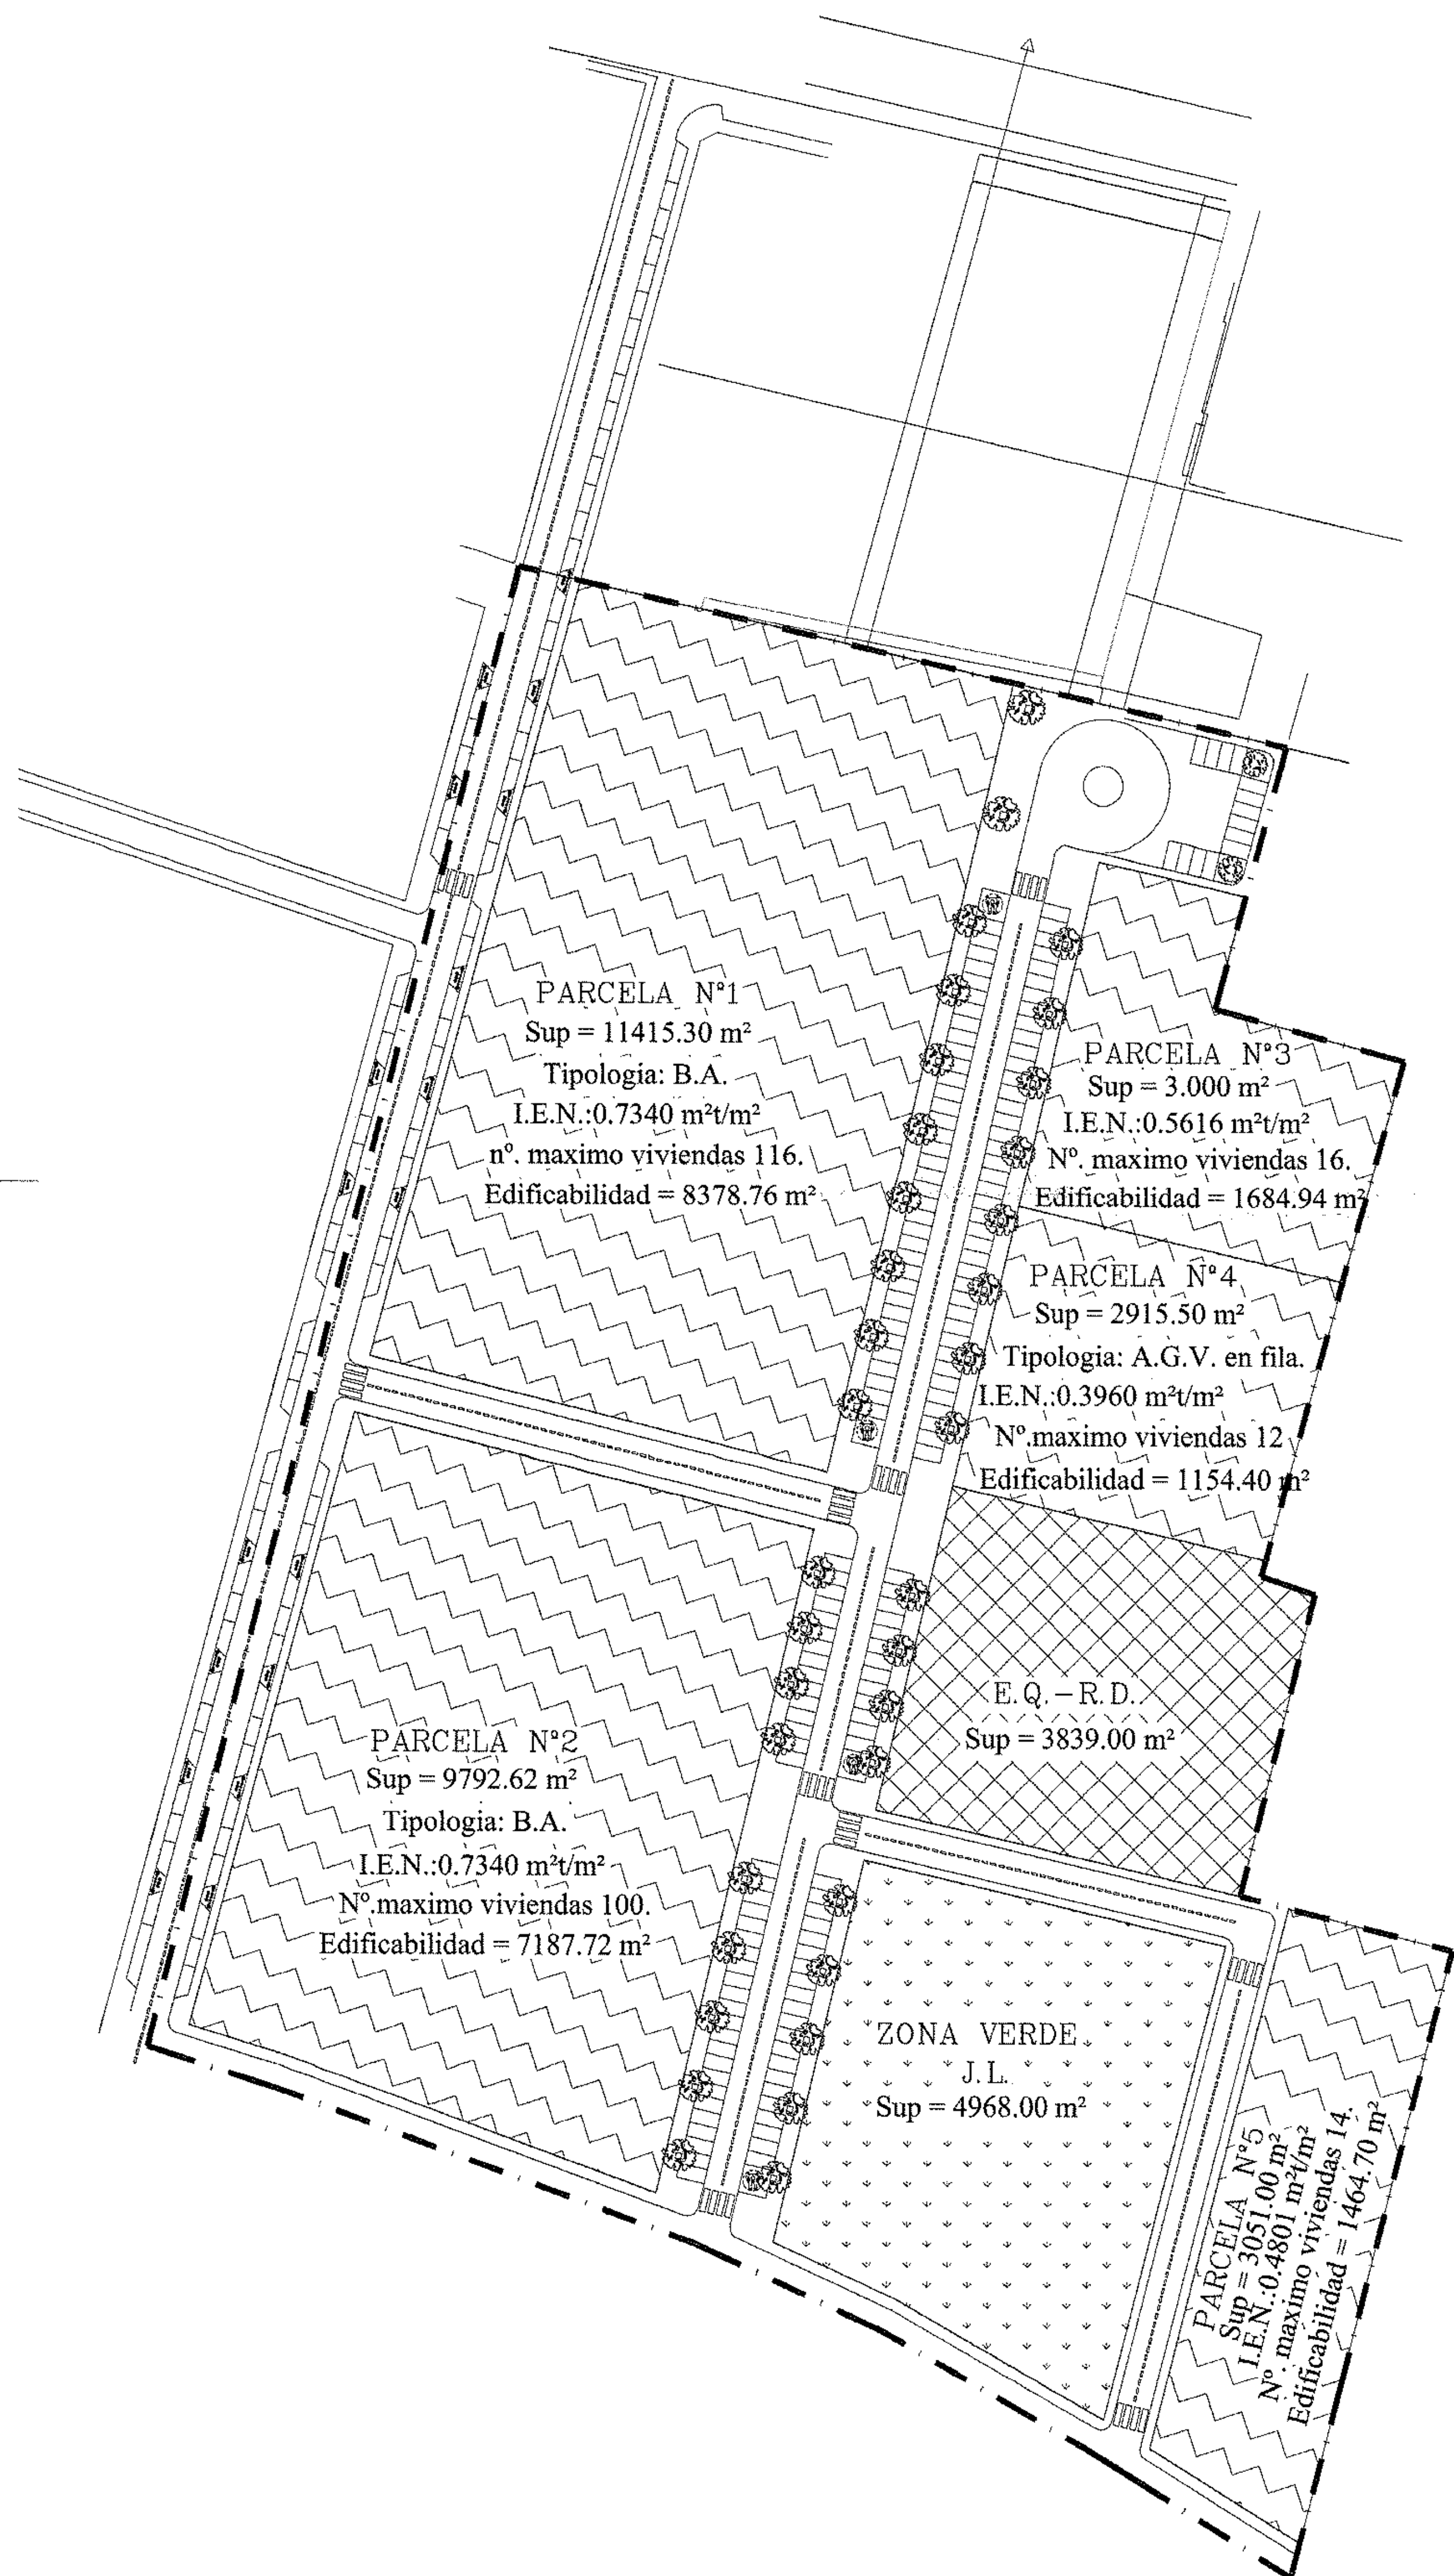 PARCELA Nº1
Sup = 11415.30 m²
Tipologia: B.A.
I.E.N.:0.7340 m²t/m²
nº. maximo viviendas 116.
Edificabilidad = 8378.76 m²
PARCELA Nº3
Sup = 3.000 m²
I.E.N.:0.5616 m²t/m²
Nº. maximo viviendas 16.
Edificabilidad = 1684.94 m²
PARCELA Nº4
Sup = 2915.50 m²
Tipologia: A.G.V. en fila.
I.E.N.:0.3960 m²t/m²
Nº.maximo viviendas 12
Edificabilidad = 1154.40 m²
E.Q.-R.D.
Sup = 3839.00 m²
PARCELA Nº2
Sup = 9792.62 m²
Tipologia: B.A.
I.E.N.:0.7340 m²t/m²
Nº.maximo viviendas 100.
Edificabilidad = 7187.72 m²
ZONA VERDE
J.L.
Sup = 4968.00 m²
PARCELA Nº5
Sup = 3051.00 m²
I.E.N.:0.4801 m²t/m²
Nº. maximo viviendas 14.
Edificabilidad = 1464.70 m²